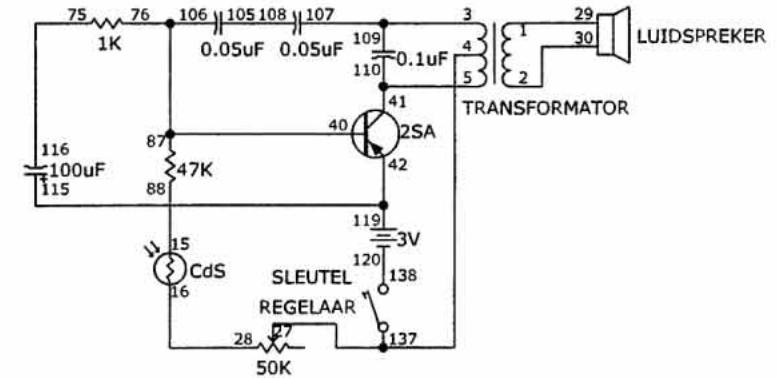 75 76 106 105 108 107 3 29
1K
0.05uF 0.05uF
109
110
0.1uF
4
5
1
2
30
LUIDSPREKER
TRANSFORMATOR
41
40
2SA
42
87
47K
88
116
100uF
115
119
3V
120
15
CdS
16
138
SLEUTEL
REGELAAR
27
28
137
50K